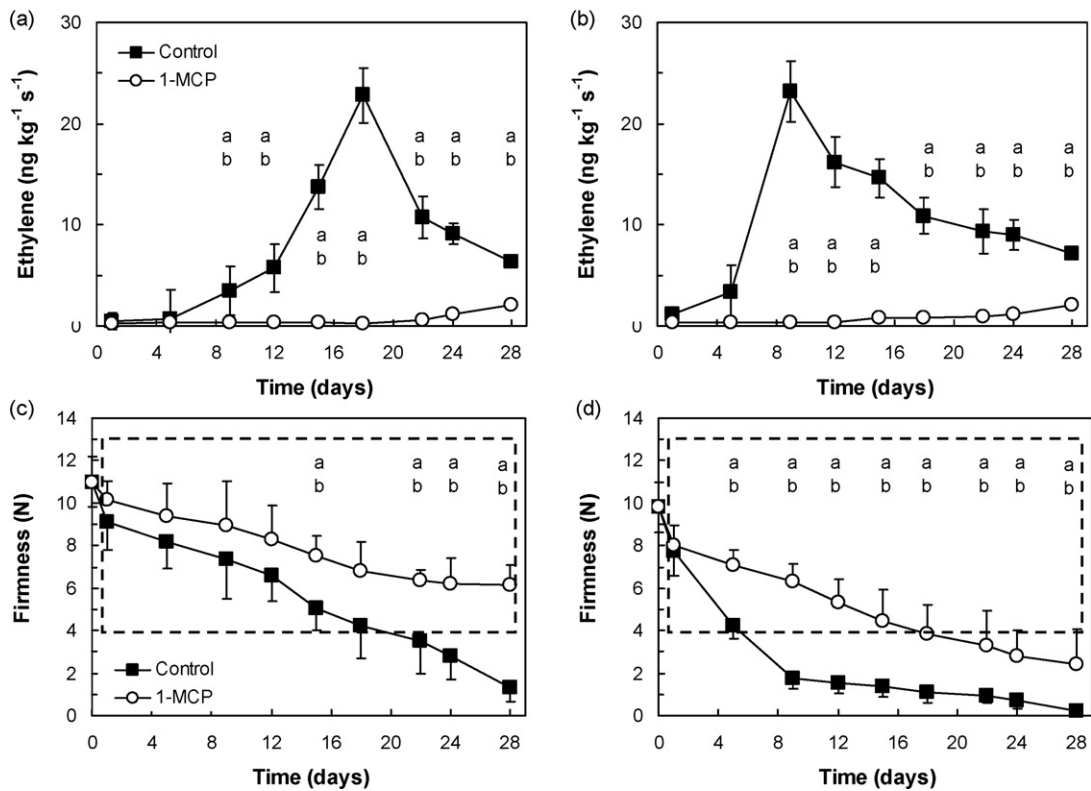 (a)
30
20
10
0
Ethylene (ng kg⁻¹ s⁻¹)
Control
1-MCP
a a a a a
b b b b b
a a
b b
0 4 8 12 16 20 24 28
Time (days)
(b)
30
20
10
0
Ethylene (ng kg⁻¹ s⁻¹)
a a a a
b b b b
a a a
b b b
0 4 8 12 16 20 24 28
Time (days)
(c)
14
12
10
8
6
4
2
0
Firmness (N)
a a a a
b b b b
Control
1-MCP
0 4 8 12 16 20 24 28
Time (days)
(d)
14
12
10
8
6
4
2
0
Firmness (N)
a a a a a a a a
b b b b b b b b
0 4 8 12 16 20 24 28
Time (days)